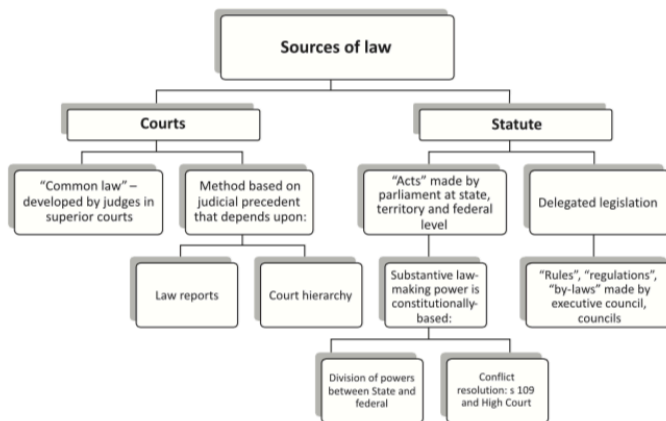 Sources of law
Courts
Statute
“Common law” –
developed by judges in
superior courts
Method based on
judicial precedent
that depends upon:
“Acts” made by
parliament at state,
territory and federal
level
Delegated legislation
Law reports
Court hierarchy
Substantive law-
making power is
constitutionally-
based:
“Rules”, “regulations”,
“by-laws” made by
executive council,
councils
Division of powers
between State and
federal
Conflict
resolution: s 109
and High Court